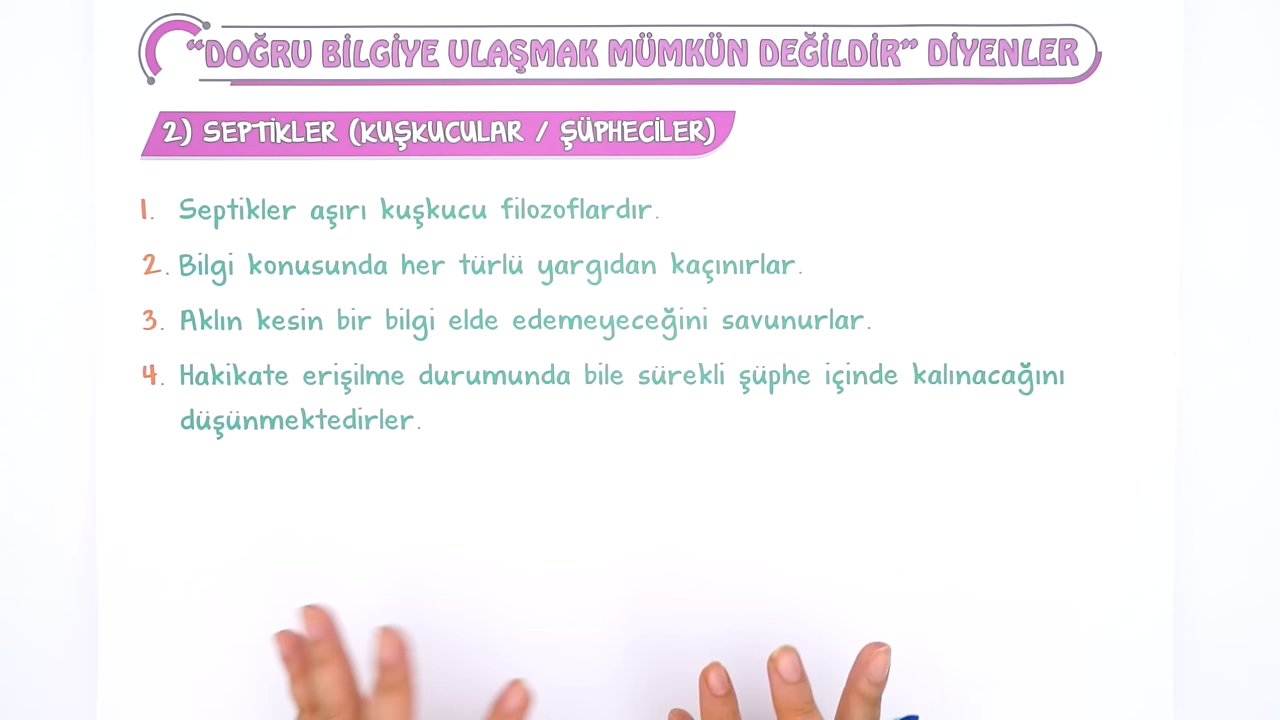 “DOĞRU BİLGİYE ULAŞMAK MÜMKÜN DEĞİLDİR” DİYENLER
2) SEPTİKLER (KUŞKUCULAR / ŞÜPHECİLER)
1. Septikler aşırı kuşkucu filozoflardır.
2. Bilgi konusunda her türlü yargıdan kaçınırlar.
3. Aklın kesin bir bilgi elde edemeyeceğini savunurlar.
4. Hakikate erişilme durumunda bile sürekli şüphe içinde kalınacağını
düşünmektedirler.